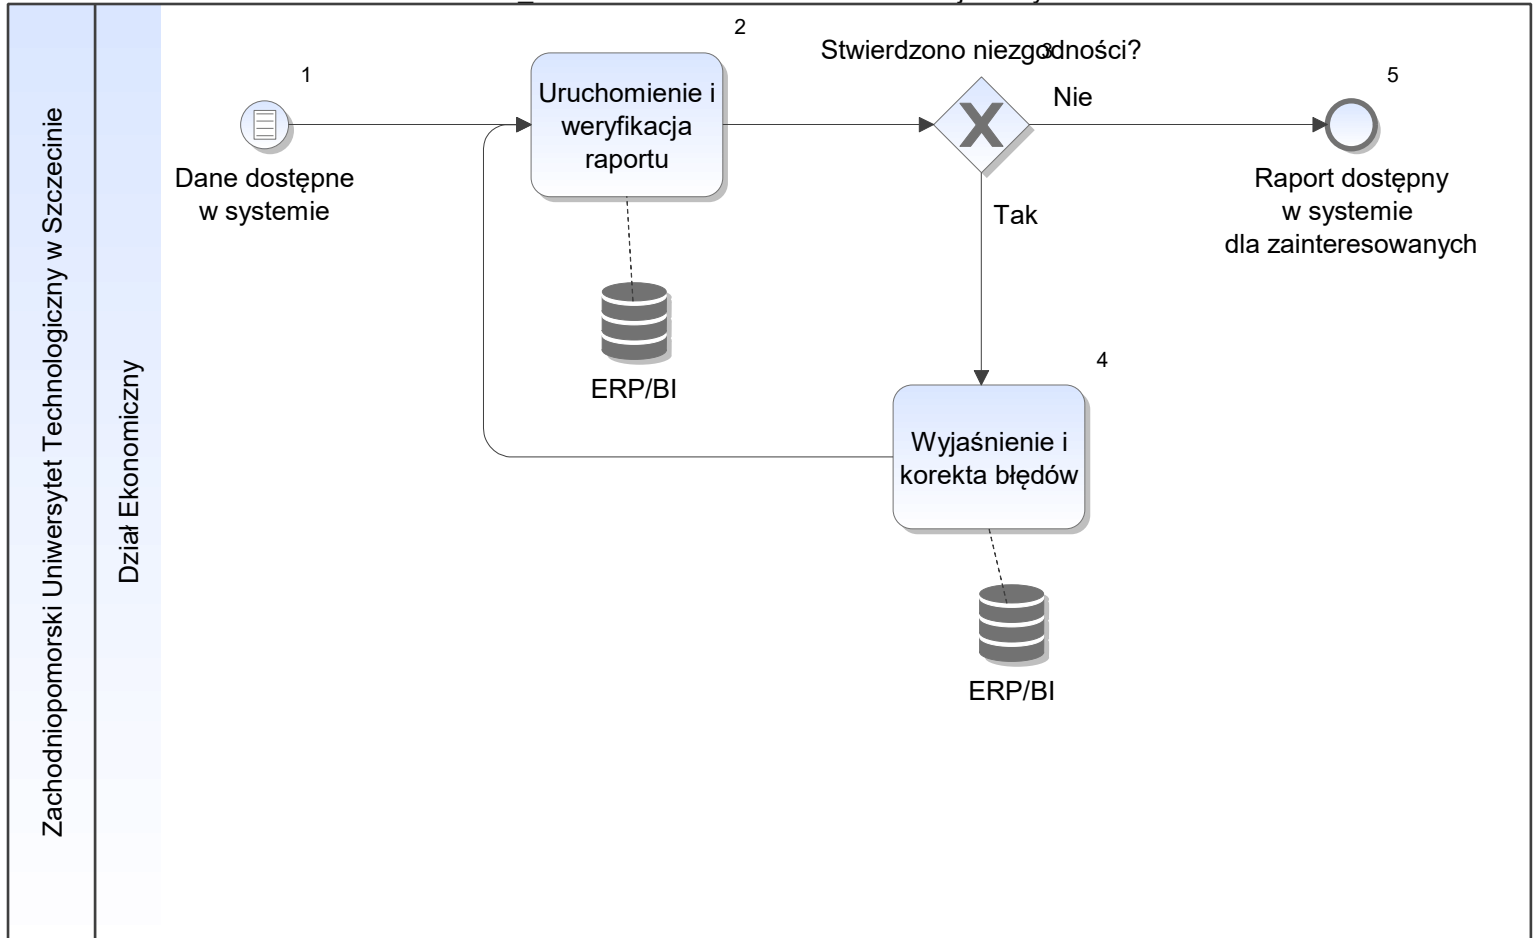 Zachodniopomorski Uniwersytet Technologiczny w Szczecinie
Dział Ekonomiczny
1
Dane dostępne
w systemie
2
Uruchomienie i
weryfikacja
raportu
ERP/BI
Stwierdzono niezgodności?
3
Nie
Tak
4
Wyjaśnienie i
korekta błędów
ERP/BI
5
Raport dostępny
w systemie
dla zainteresowanych